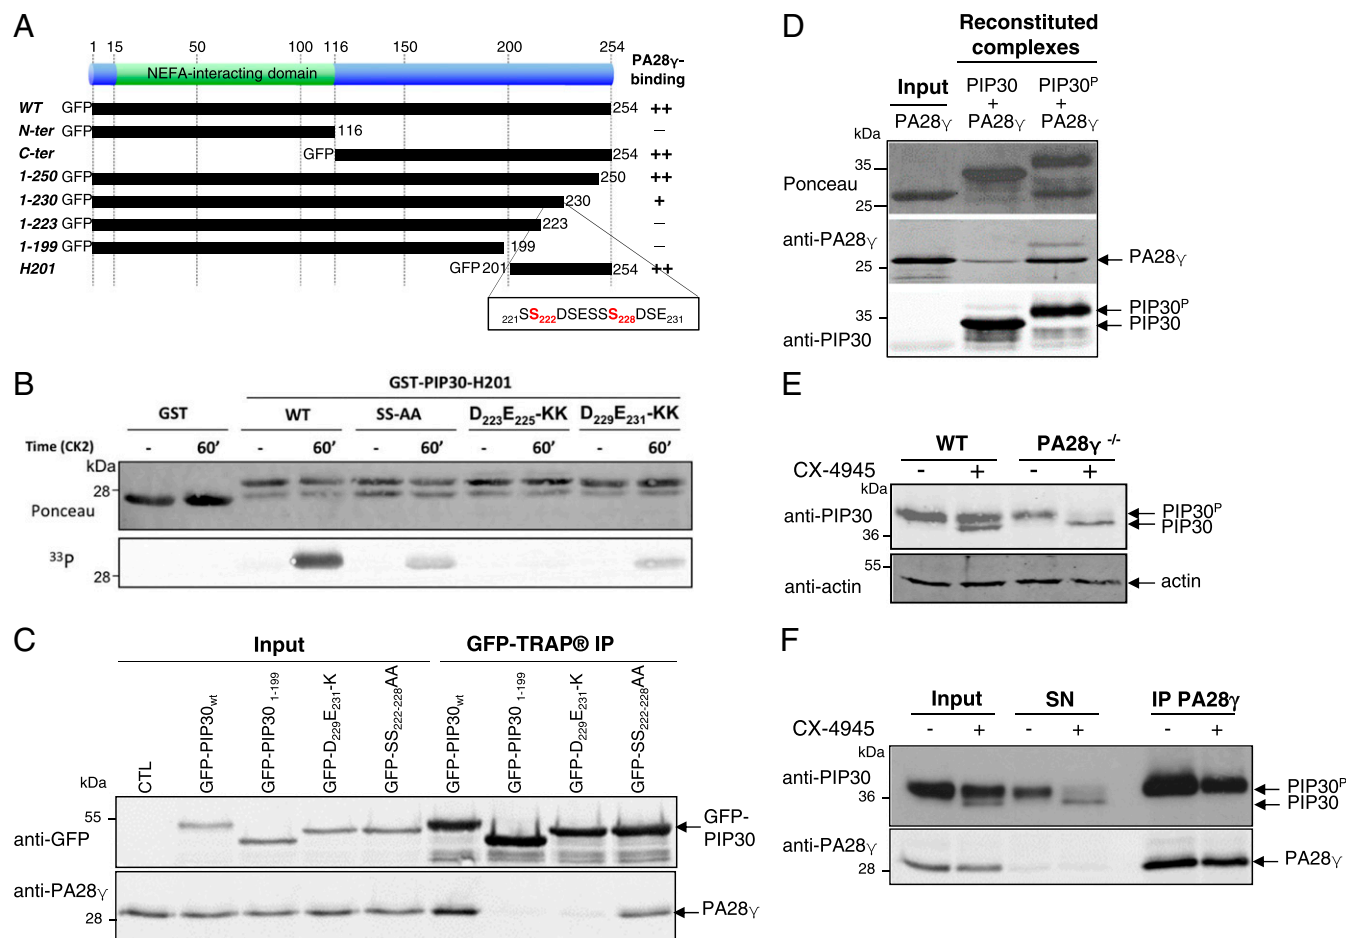 A
1 15 50 100 116 150 200 254
PA28γ-binding
NEFA-interacting domain
WT GFP 254 ++
N-ter GFP 116 –
C-ter GFP 254 ++
1-250 GFP 250 ++
1-230 GFP 230 +
1-223 GFP 223 –
1-199 GFP 199 –
H201 GFP 201 254 ++
221SS222DSESSS228DSE231
B
GST-PIP30-H201
GST WT SS-AA D223E225-KK D229E231-KK
Time (CK2) - 60’ - 60’ - 60’ - 60’ - 60’
kDa
28
Ponceau
33P
28
C
Input GFP-TRAP® IP
CTL GFP-PIP30wt GFP-PIP30 1-199 GFP-D229E231-K GFP-SS222-228AA GFP-PIP30wt GFP-PIP30 1-199 GFP-D229E231-K GFP-SS222-228AA
kDa
55
anti-GFP
GFP-PIP30
anti-PA28γ
28
PA28γ
D
Reconstituted
complexes
Input PIP30 PIP30P
+ +
PA28γ PA28γ PA28γ
kDa
35
Ponceau
25
anti-PA28γ
25
PA28γ
PIP30P
35
PIP30
anti-PIP30
E
WT PA28γ -/-
CX-4945 - + - +
kDa
anti-PIP30
PIP30P
PIP30
36
55
anti-actin
actin
F
Input SN IP PA28γ
CX-4945 - + - + - +
kDa
anti-PIP30
PIP30P
36
PIP30
anti-PA28γ
28
PA28γ